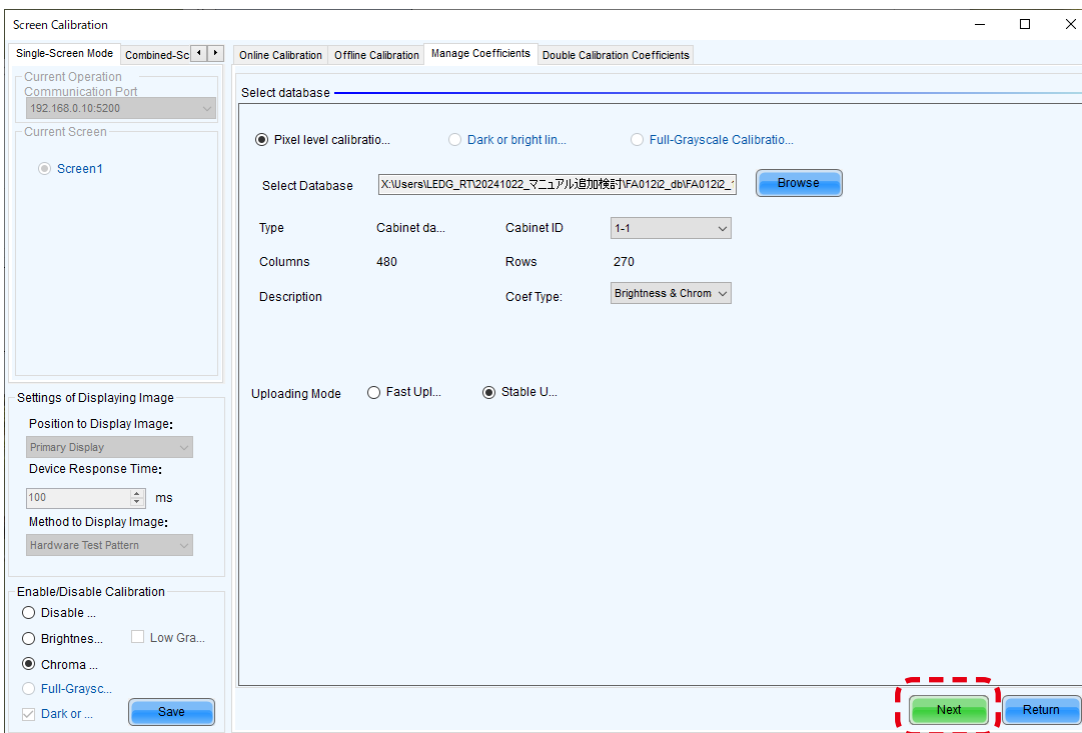 Screen Calibration
Single-Screen Mode Combined-Sc
Current Operation
Communication Port
192.168.0.10:5200
Current Screen
Screen1
Settings of Displaying Image
Position to Display Image:
Primary Display
Device Response Time:
100 ms
Method to Display Image:
Hardware Test Pattern
Enable/Disable Calibration
Disable ...
Brightnes... Low Gra...
Chroma ...
Full-Graysc...
Dark or ... Save
Online Calibration Offline Calibration Manage Coefficients Double Calibration Coefficients
Select database
Pixel level calibratio... Dark or bright lin... Full-Grayscale Calibratio...
Select Database X:\Users\LEDG_RT\20241022_マニュアル追加検討\FA012i2_db\FA012i2_ Browse
Type Cabinet da... Cabinet ID 1-1
Columns 480 Rows 270
Description Coef Type: Brightness & Chrom
Uploading Mode Fast Upl... Stable U...
Next Return